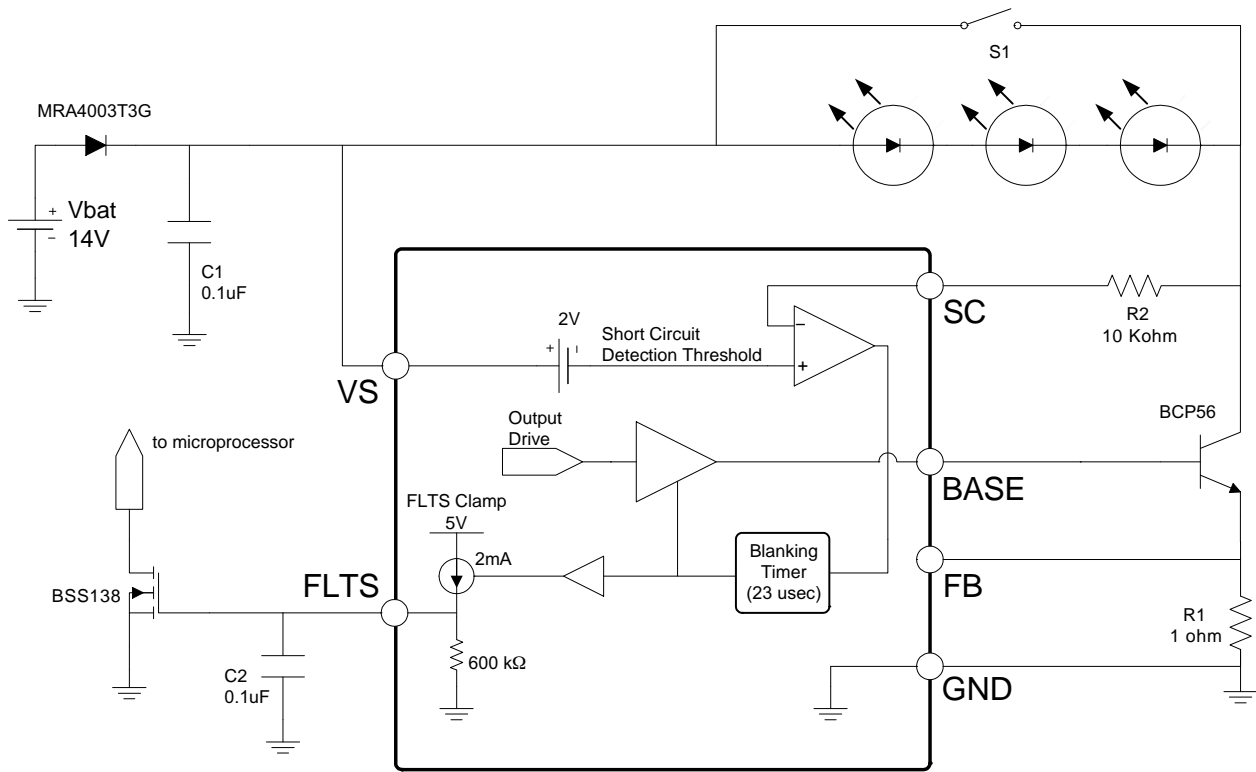 S1
MRA4003T3G
+
Vbat
−
14V
C1
0.1uF
SC
R2
10 Kohm
2V
+
−
Short Circuit
Detection Threshold
−
+
VS
BCP56
Output
Drive
to microprocessor
BASE
FLTS Clamp
5V
2mA
Blanking
Timer
(23 usec)
FLTS
FB
BSS138
R1
1 ohm
600 kΩ
C2
0.1uF
GND